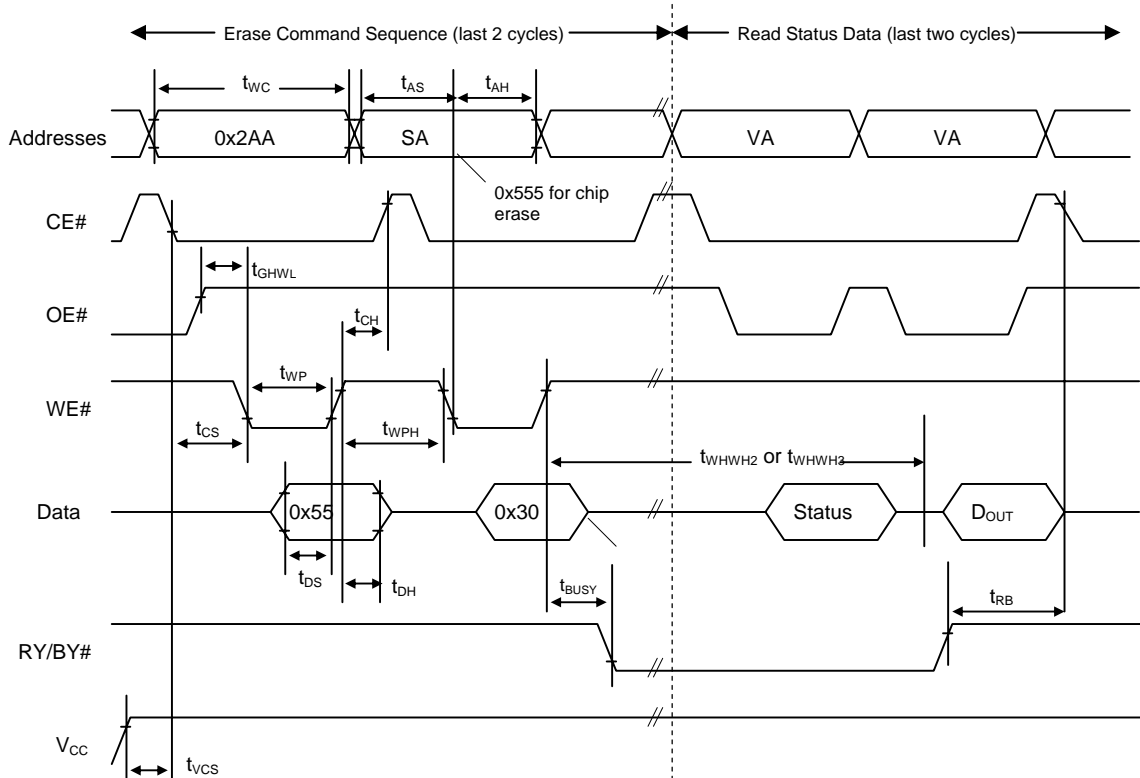 Erase Command Sequence (last 2 cycles)
Read Status Data (last two cycles)
tWC
tAS
tAH
Addresses
0x2AA
SA
VA
VA
0x555 for chip
erase
CE#
tGHWL
OE#
tCH
tWP
WE#
tCS
tWPH
tWHWH2 or tWHWH3
Data
0x55
0x30
Status
DOUT
tDS
tDH
tBUSY
tRB
RY/BY#
VCC
tVCS